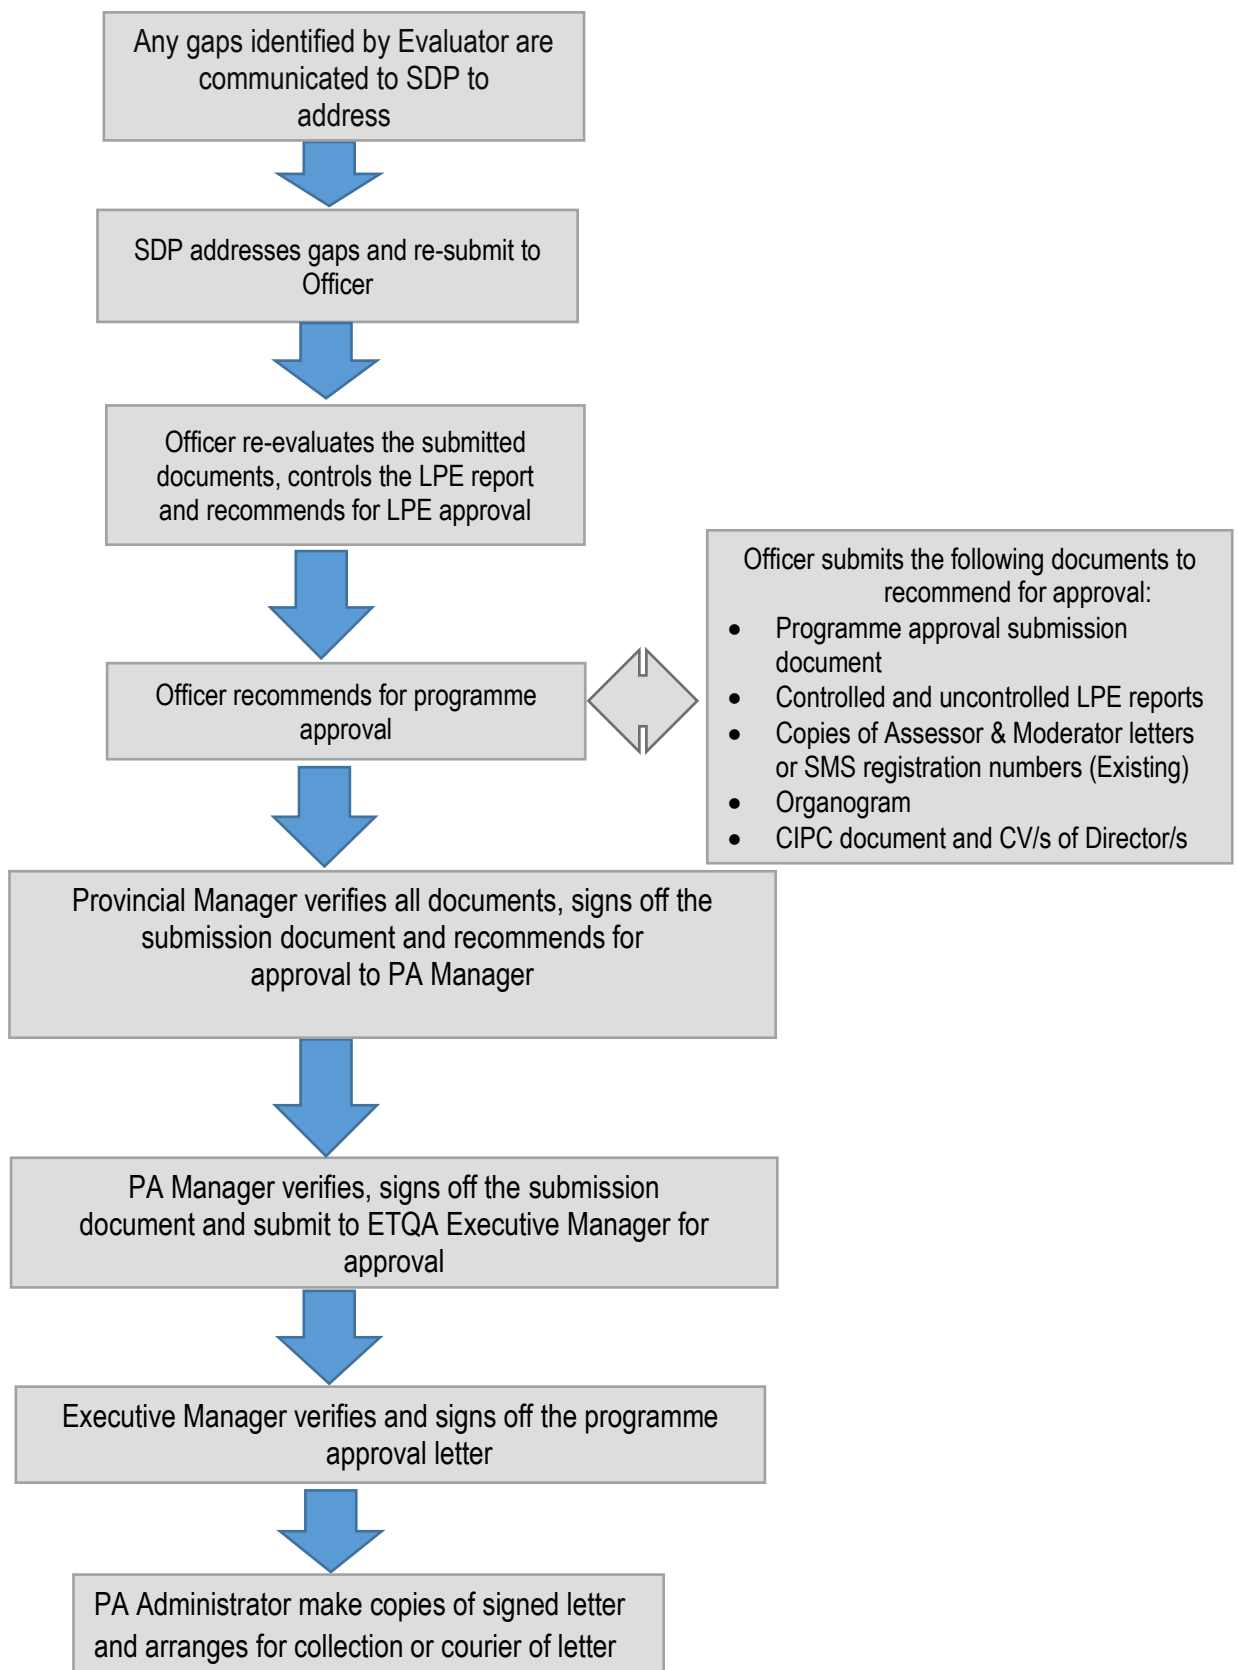 Any gaps identified by Evaluator are
communicated to SDP to
address
SDP addresses gaps and re-submit to
Officer
Officer re-evaluates the submitted
documents, controls the LPE report
and recommends for LPE approval
Officer recommends for programme
approval
Officer submits the following documents to
recommend for approval:
• Programme approval submission
document
• Controlled and uncontrolled LPE reports
• Copies of Assessor & Moderator letters
or SMS registration numbers (Existing)
• Organogram
• CIPC document and CV/s of Director/s
Provincial Manager verifies all documents, signs off the
submission document and recommends for
approval to PA Manager
PA Manager verifies, signs off the submission
document and submit to ETQA Executive Manager for
approval
Executive Manager verifies and signs off the programme
approval letter
PA Administrator make copies of signed letter
and arranges for collection or courier of letter